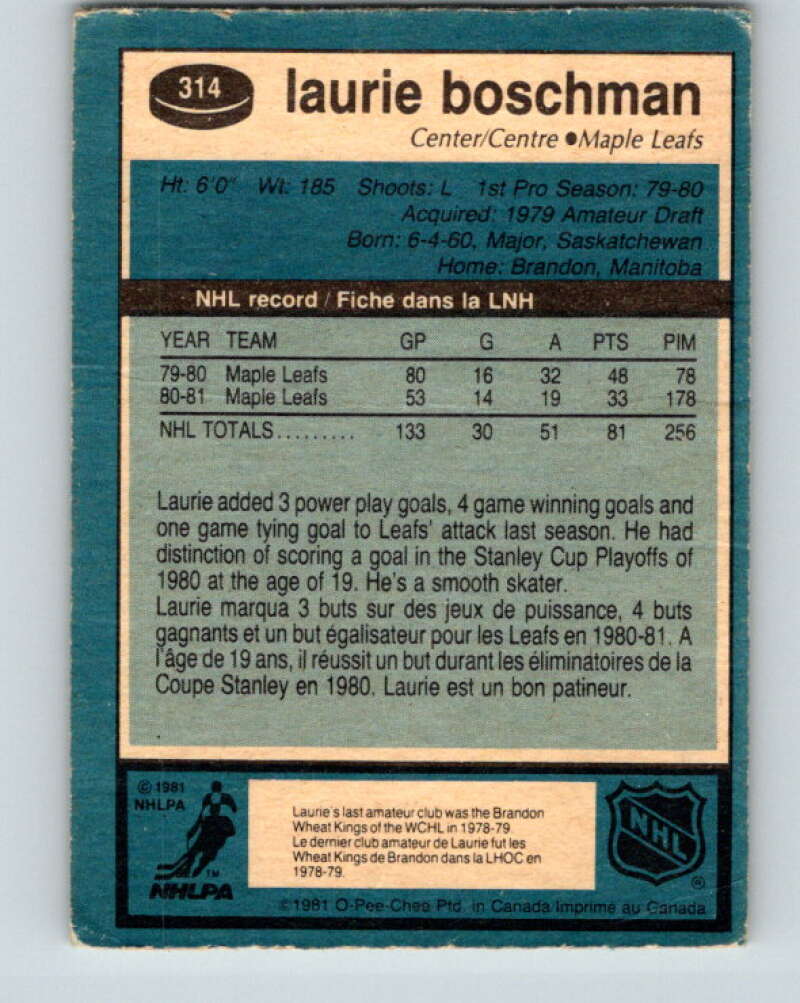 314
laurie boschman
Center/Centre ●Maple Leafs
Ht: 6'0" Wt: 185 Shoots: L 1st Pro Season: 79-80
Acquired: 1979 Amateur Draft
Born: 6-4-60, Major, Saskatchewan
Home: Brandon, Manitoba
NHL record / Fiche dans la LNH
YEAR TEAM GP G A PTS PIM
79-80 Maple Leafs 80 16 32 48 78
80-81 Maple Leafs 53 14 19 33 178
NHL TOTALS......... 133 30 51 81 256
Laurie added 3 power play goals, 4 game winning goals and
one game tying goal to Leafs' attack last season. He had
distinction of scoring a goal in the Stanley Cup Playoffs of
1980 at the age of 19. He's a smooth skater.
Laurie marqua 3 buts sur des jeux de puissance, 4 buts
gagnants et un but égalisateur pour les Leafs en 1980-81. A
l'âge de 19 ans, il réussit un but durant les éliminatoires de la
Coupe Stanley en 1980. Laurie est un bon patineur.
© 1981
NHLPA
TM
NHLPA
Laurie's last amateur club was the Brandon
Wheat Kings of the WCHL in 1978-79.
Le dernier club amateur de Laurie fut les
Wheat Kings de Brandon dans la LHOC en
1978-79.
NHL
®
©1981 O-Pee-Chee Ptd. in Canada Imprimé au Canada